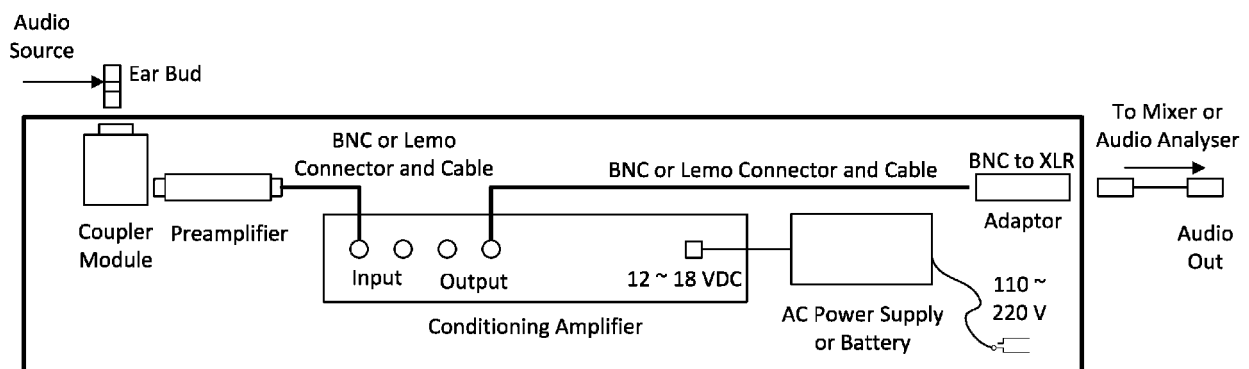 Audio
Source
Ear Bud
BNC or Lemo
Connector and Cable
BNC or Lemo Connector and Cable
BNC to XLR
Adaptor
To Mixer or
Audio Analyser
Coupler
Module
Preamplifier
Input
Output
12 ~ 18 VDC
Conditioning Amplifier
AC Power Supply
or Battery
110 ~
220 V
Audio
Out